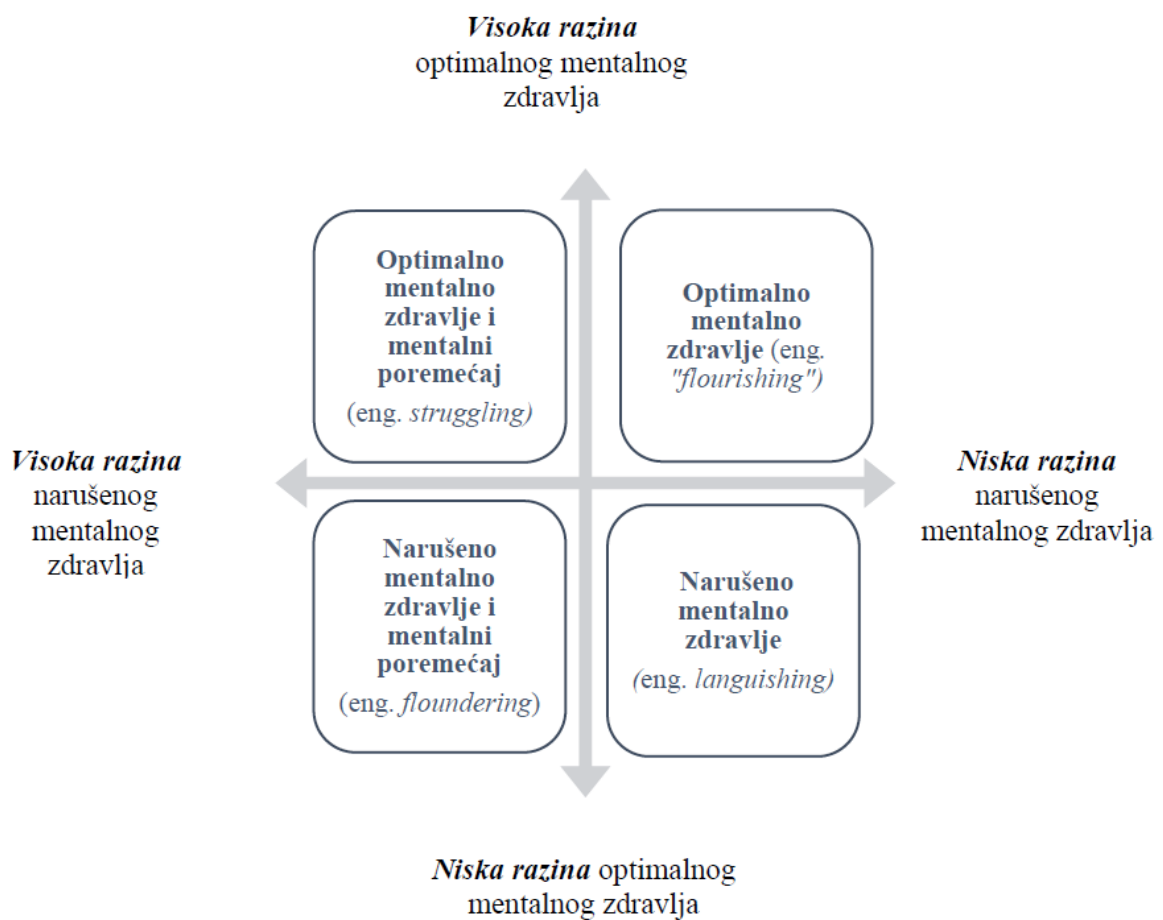 Visoka razina
optimalnog mentalnog
zdravlja
Optimalno
mentalno
zdravlje i
mentalni
poremećaj
(eng. struggling)
Optimalno
mentalno
zdravlje (eng.
"flourishing")
Visoka razina
narušenog
mentalnog
zdravlja
Niska razina
narušenog
mentalnog zdravlja
Narušeno
mentalno
zdravlje i
mentalni
poremećaj
(eng. floundering)
Narušeno
mentalno
zdravlje
(eng. languishing)
Niska razina optimalnog
mentalnog zdravlja